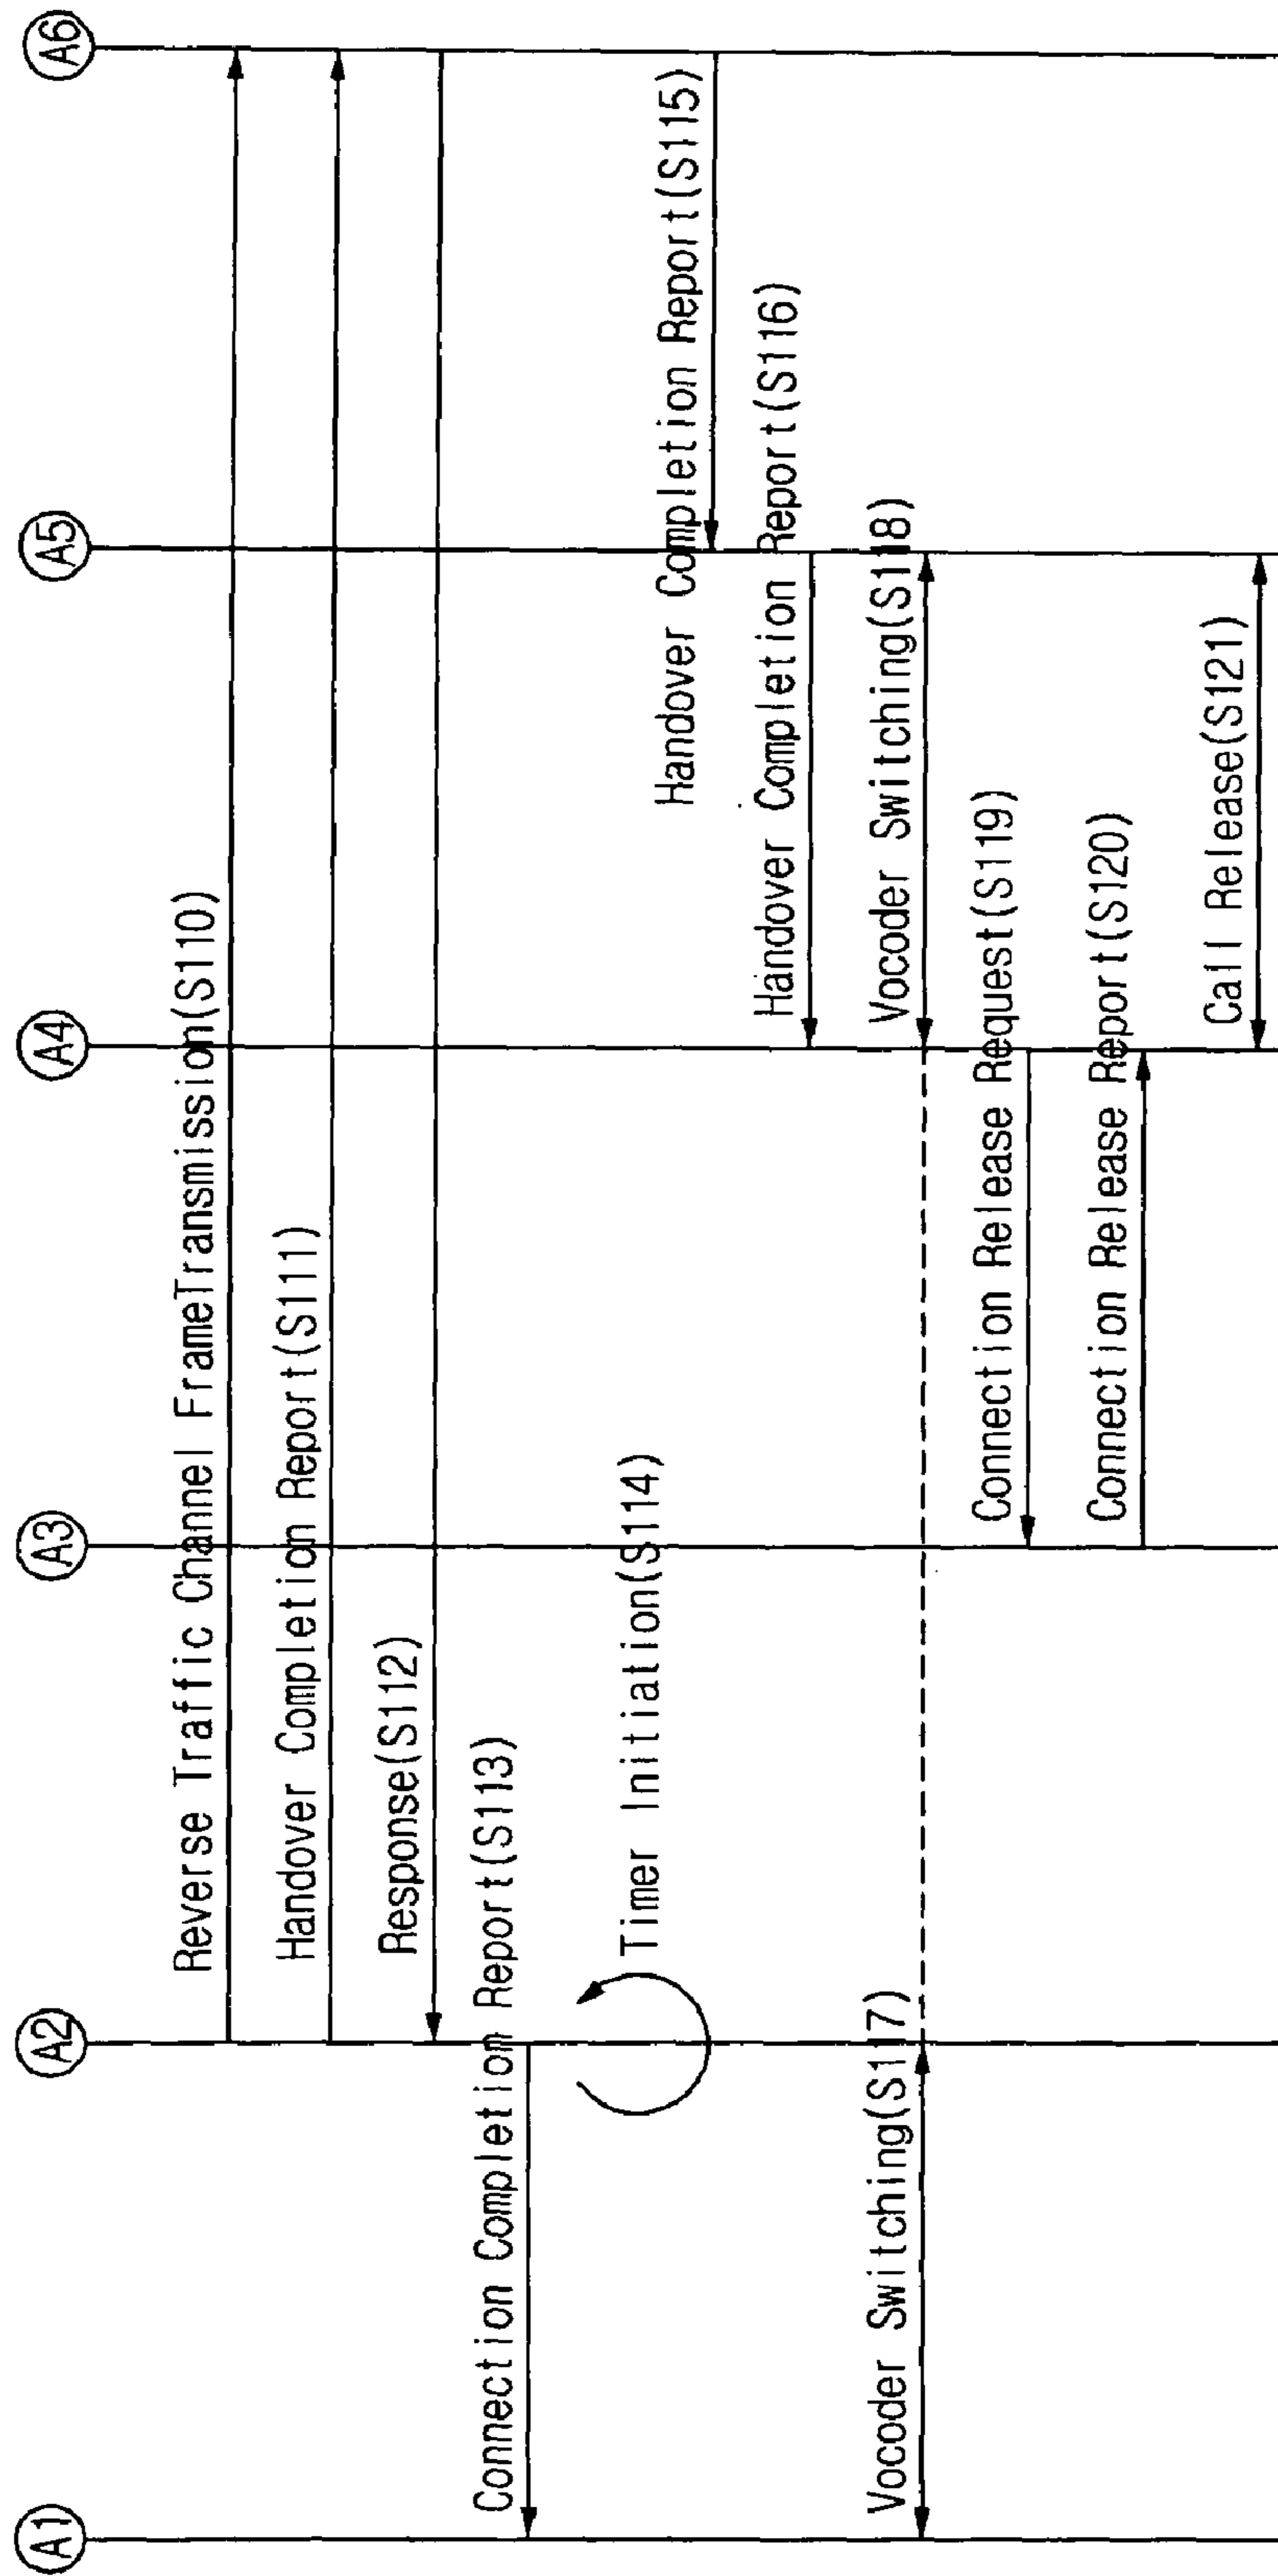 A1
A2
A3
A4
A5
A6
Reverse Traffic Channel FrameTransmission(S110)
Handover Completion Report(S111)
Response(S112)
Connection Completion Report(S113)
Timer Initiation(S114)
Handover Completion Report(S115)
Handover Completion Report(S116)
Vocoder Switching(S117)
Vocoder Switching(S118)
Connection Release Request(S119)
Connection Release Report(S120)
Call Release(S121)